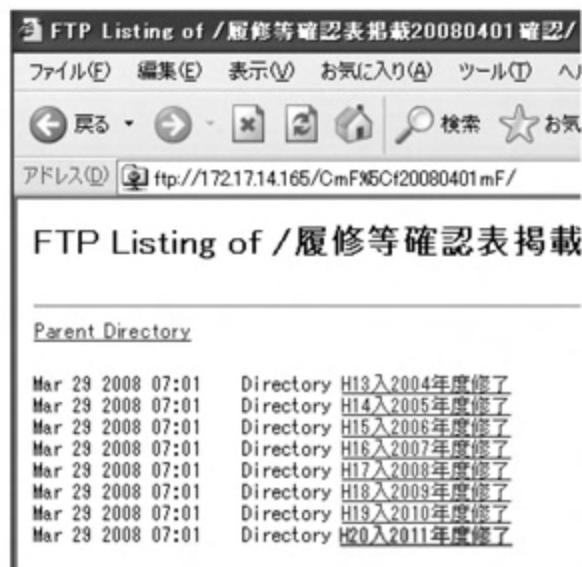 FTP Listing of /履修等確認表掲載20080401確認/
ファイル(F) 編集(E) 表示(V) お気に入り(A) ツール(T) ヘ
戻る 検索 お気
アドレス(D) ftp://172.17.14.165/CmF%5Cf20080401mF/
FTP Listing of /履修等確認表掲載
Parent Directory
Mar 29 2008 07:01 Directory H13入2004年度修了
Mar 29 2008 07:01 Directory H14入2005年度修了
Mar 29 2008 07:01 Directory H15入2006年度修了
Mar 29 2008 07:01 Directory H16入2007年度修了
Mar 29 2008 07:01 Directory H17入2008年度修了
Mar 29 2008 07:01 Directory H18入2009年度修了
Mar 29 2008 07:01 Directory H19入2010年度修了
Mar 29 2008 07:01 Directory H20入2011年度修了